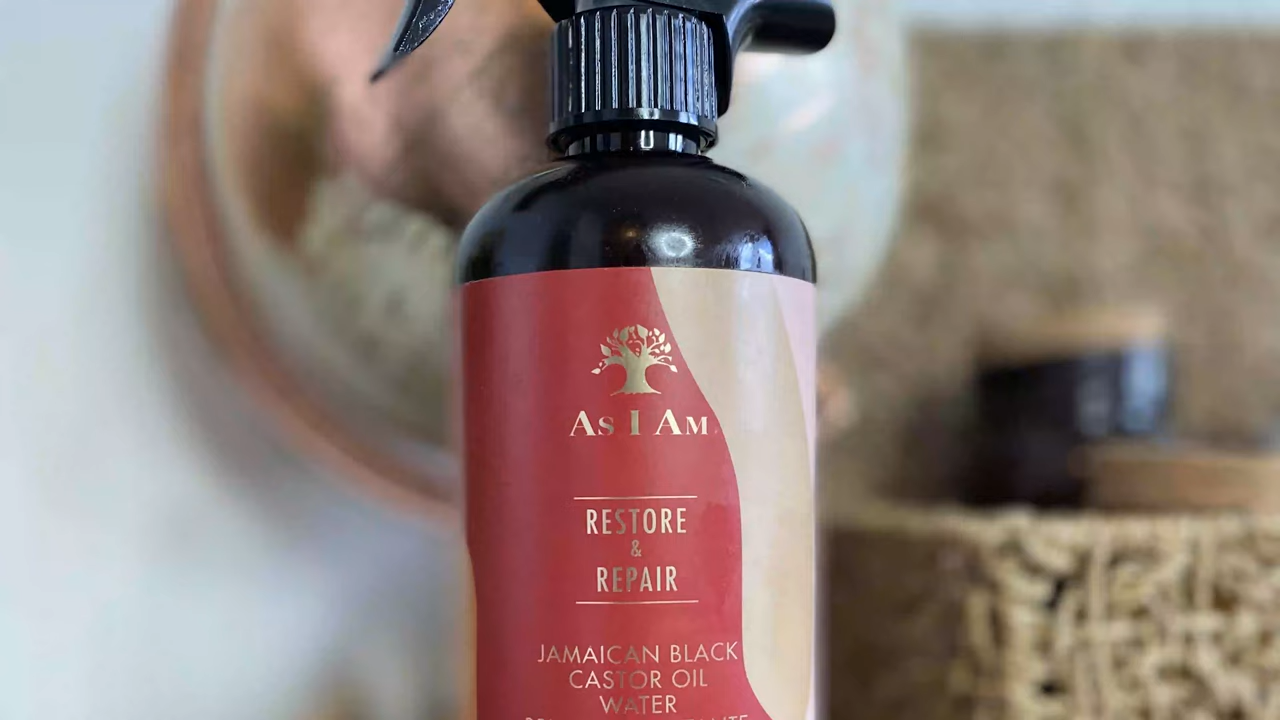 As I Am
RESTORE
&
REPAIR
JAMAICAN BLACK
CASTOR OIL
WATER